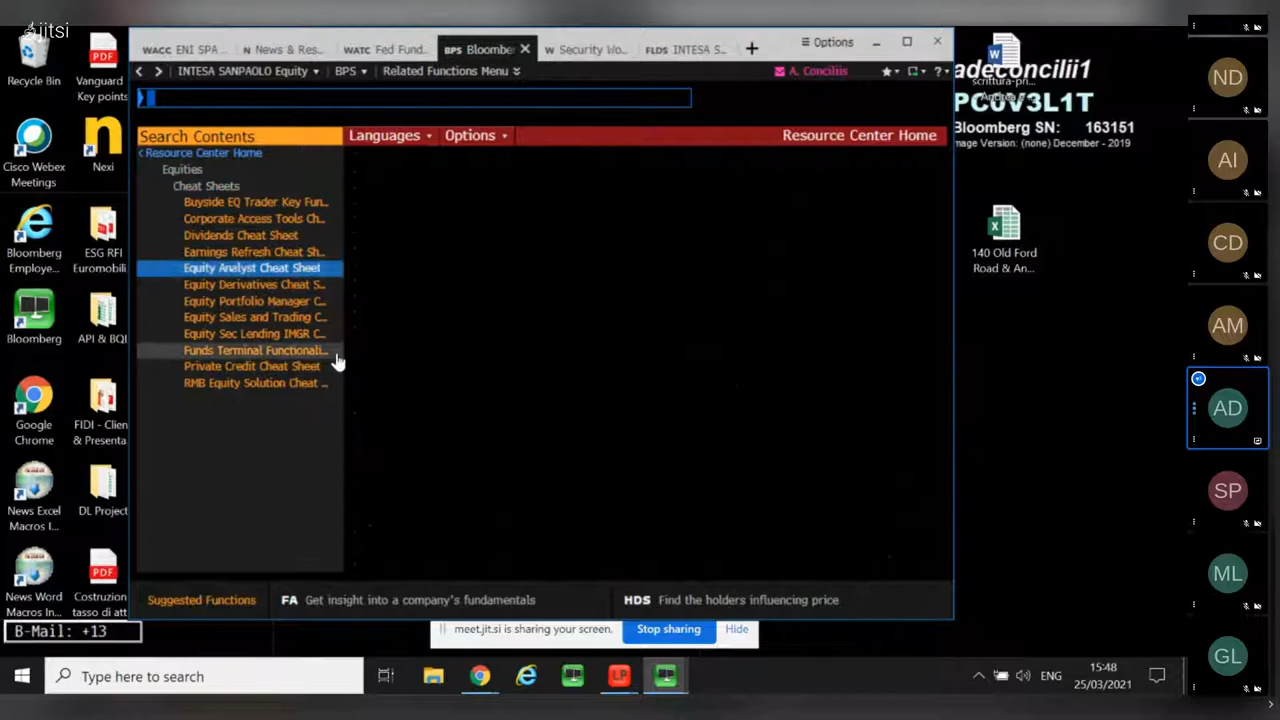 jitsi
WACC ENI SPA ...
N News & Res...
WATC Fed Fund...
BPS Bloombe
W Security Wo...
FLDS INTESA S...
Options
INTESA SANPAOLO Equity
BPS
Related Functions Menu
A. Conciliis
Search Contents
Languages
Options
Resource Center Home
<Resource Center Home
Equities
Cheat Sheets
Buyside EQ Trader Key Fun...
Corporate Access Tools Ch...
Dividends Cheat Sheet
Earnings Refresh Cheat Sh...
Equity Analyst Cheat Sheet
Equity Derivatives Cheat S...
Equity Portfolio Manager C...
Equity Sales and Trading C...
Equity Sec Lending IMGR C...
Funds Terminal Functionali...
Private Credit Cheat Sheet
RMB Equity Solution Cheat ...
Suggested Functions
FA Get insight into a company's fundamentals
HDS Find the holders influencing price
Recycle Bin
Vanguard
Key points
Cisco Webex
Meetings
Nexi
Bloomberg
Employe...
ESG RFI
Euromobili...
Bloomberg
API & BQL
Google
Chrome
FIDI - Clien
& Presenta...
News Excel
Macros I...
DL Project
News Word
Macros In...
Costruzion
tasso di att
B-Mail: +13
scrittura-pri...
adeconcilii1
PC0V3L1T
Bloomberg SN: 163151
mage Version: (none) December - 2019
140 Old Ford
Road & An...
meet.jit.si is sharing your screen.
Stop sharing
Hide
Type here to search
LP
ENG
15:48
25/03/2021
ND
AI
CD
AM
AD
SP
ML
GL